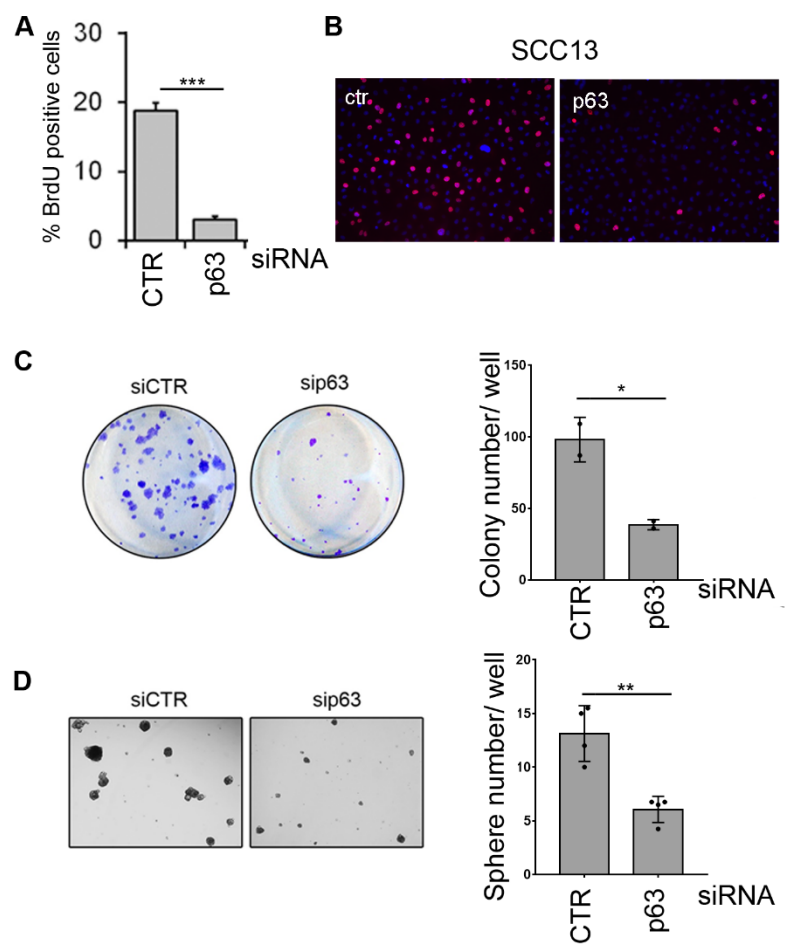 A
% BrdU positive cells
30
20
10
0
***
CTR
p63
siRNA
B
SCC13
ctr
p63
C
siCTR
sip63
Colony number/ well
150
100
50
0
*
CTR
p63
siRNA
D
siCTR
sip63
Sphere number/ well
20
15
10
5
0
**
CTR
p63
siRNA